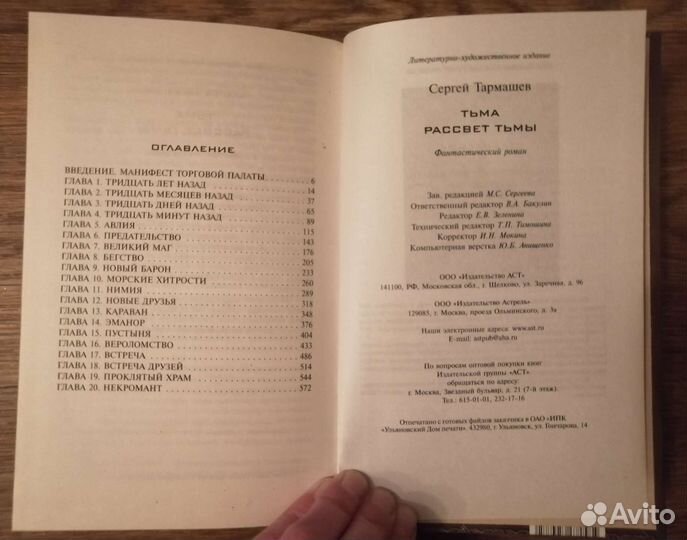 ОГЛАВЛЕНИЕ
ВВЕДЕНИЕ. МАНИФЕСТ ТОРГОВОЙ ПАЛАТЫ 6
ГЛАВА 1. ТРИДЦАТЬ ЛЕТ НАЗАД 14
ГЛАВА 2. ТРИДЦАТЬ МЕСЯЦЕВ НАЗАД 37
ГЛАВА 3. ТРИДЦАТЬ ДНЕЙ НАЗАД 65
ГЛАВА 4. ТРИДЦАТЬ МИНУТ НАЗАД 89
ГЛАВА 5. АВЛИЯ 115
ГЛАВА 6. ПРЕДАТЕЛЬСТВО 143
ГЛАВА 7. ВЕЛИКИЙ МАГ 176
ГЛАВА 8. БЕГСТВО 205
ГЛАВА 9. НОВЫЙ БАРОН 233
ГЛАВА 10. МОРСКИЕ ХИТРОСТИ 260
ГЛАВА 11. НИМИЯ 289
ГЛАВА 12. НОВЫЕ ДРУЗЬЯ 318
ГЛАВА 13. КАРАВАН 348
ГЛАВА 14. ЭМАНОР 376
ГЛАВА 15. ПУСТЫНЯ 404
ГЛАВА 16. ВЕРОЛОМСТВО 433
ГЛАВА 17. ВСТРЕЧА 486
ГЛАВА 18. ВСТРЕЧА ДРУЗЕЙ 514
ГЛАВА 19. ПРОКЛЯТЫЙ ХРАМ 544
ГЛАВА 20. НЕКРОМАНТ 572
Литературно-художественное издание
Сергей Тармашев
ТЬМА
РАССВЕТ ТЬМЫ
Фантастический роман
Зав. редакцией М.С. Сергеева
Ответственный редактор В.А. Бакулин
Редактор Е.В. Зеленина
Технический редактор Т.П. Тимошина
Корректор И.Н. Мокина
Компьютерная верстка Ю.Б. Анищенко
ООО «Издательство АСТ»
141100, РФ, Московская обл., г. Щелково, ул. Заречная, д. 96
ООО «Издательство Астрель»
129085, г. Москва, проезд Ольминского, д. 3а
Наши электронные адреса: www.ast.ru
E-mail: astpub@aha.ru
По вопросам оптовой покупки книг
Издательской группы «АСТ»
обращаться по адресу:
г. Москва, Звездный бульвар, д. 21 (7-й этаж).
Тел.: 615-01-01, 232-17-16
Отпечатано с готовых файлов заказчика в ОАО «ИПК
«Ульяновский Дом печати». 432980, г. Ульяновск, ул. Гончарова, 14
Avito